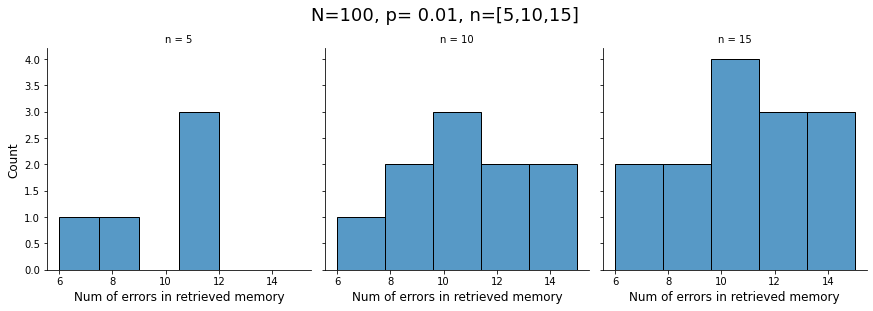 N=100, p= 0.01, n=[5,10,15]
n = 5
n = 10
n = 15
Count
4.0
3.5
3.0
2.5
2.0
1.5
1.0
0.5
0.0
6 8 10 12 14
6 8 10 12 14
6 8 10 12 14
Num of errors in retrieved memory
Num of errors in retrieved memory
Num of errors in retrieved memory